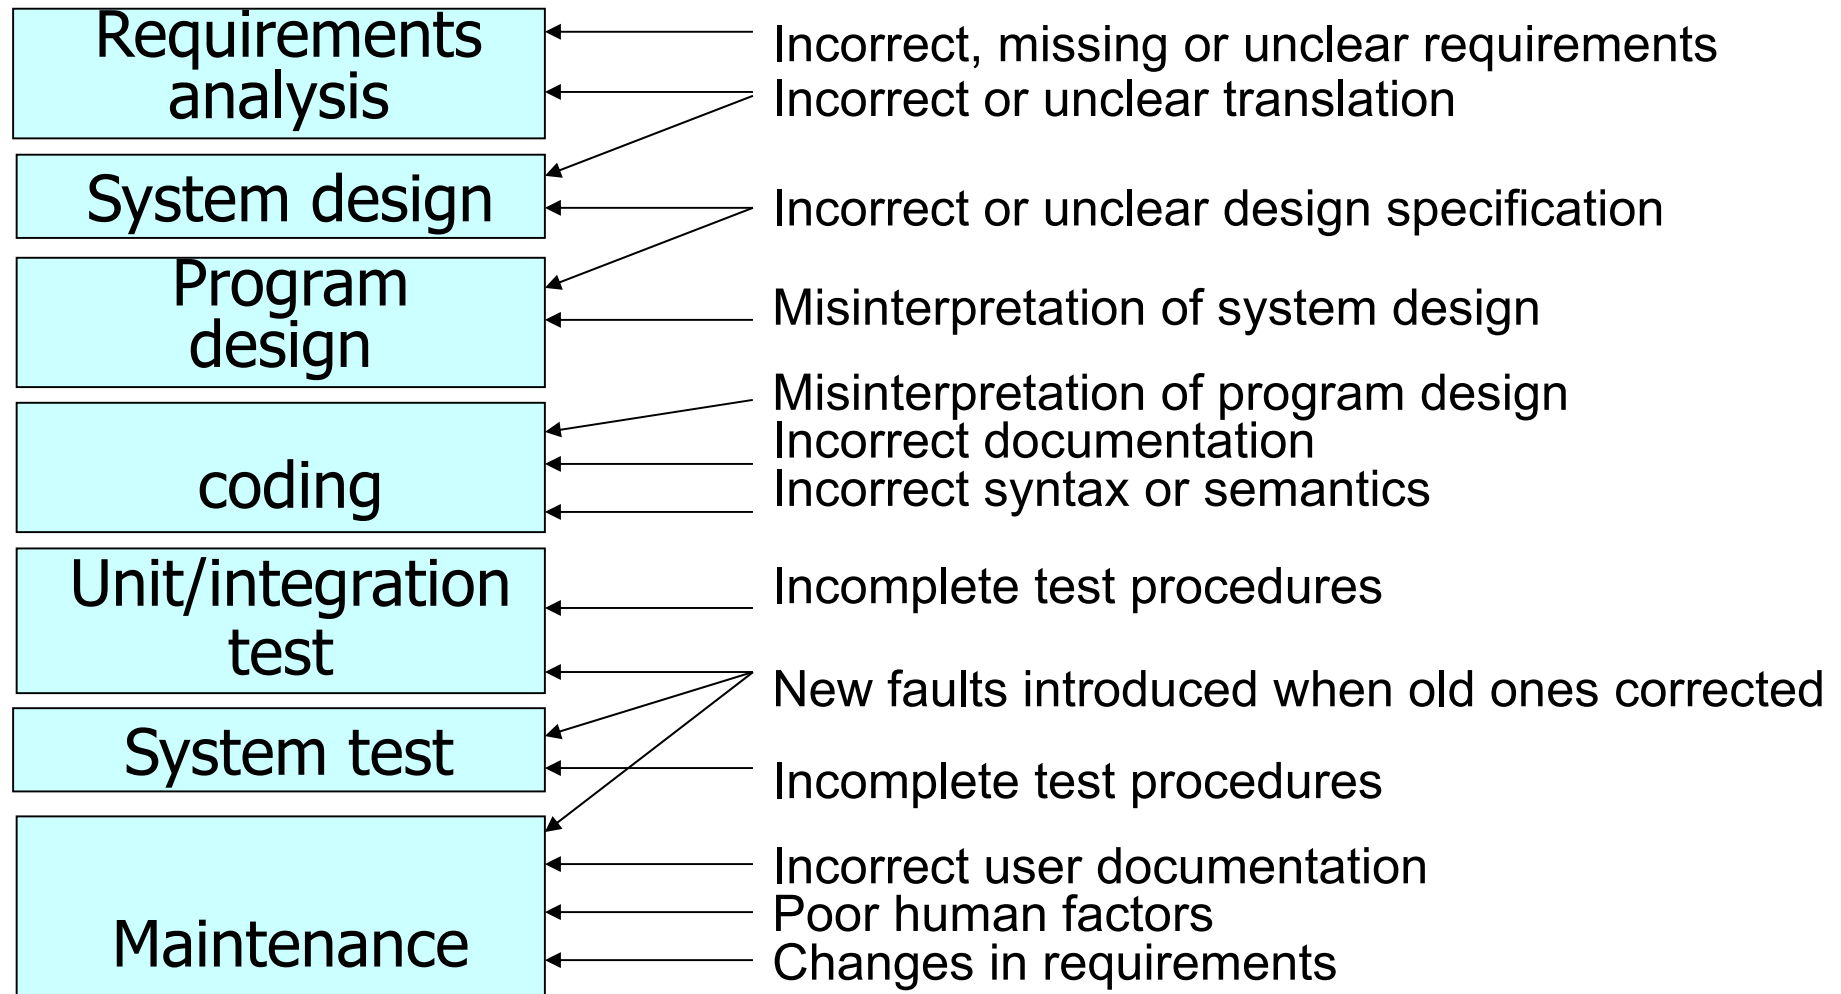 Requirements
analysis
Incorrect, missing or unclear requirements
Incorrect or unclear translation
System design
Incorrect or unclear design specification
Program
design
Misinterpretation of system design
coding
Misinterpretation of program design
Incorrect documentation
Incorrect syntax or semantics
Unit/integration
test
Incomplete test procedures
New faults introduced when old ones corrected
System test
Incomplete test procedures
Maintenance
Incorrect user documentation
Poor human factors
Changes in requirements